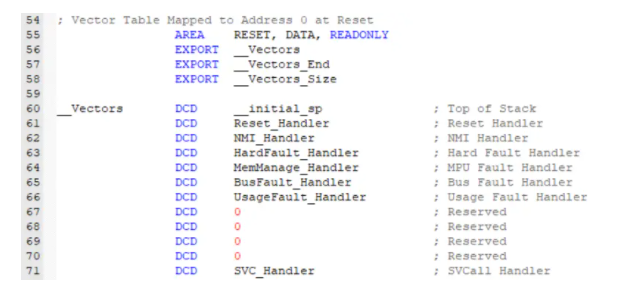 54 ; Vector Table Mapped to Address 0 at Reset
55 AREA RESET, DATA, READONLY
56 EXPORT __Vectors
57 EXPORT __Vectors_End
58 EXPORT __Vectors_Size
59
60 __Vectors DCD __initial_sp ; Top of Stack
61 DCD Reset_Handler ; Reset Handler
62 DCD NMI_Handler ; NMI Handler
63 DCD HardFault_Handler ; Hard Fault Handler
64 DCD MemManage_Handler ; MPU Fault Handler
65 DCD BusFault_Handler ; Bus Fault Handler
66 DCD UsageFault_Handler ; Usage Fault Handler
67 DCD 0 ; Reserved
68 DCD 0 ; Reserved
69 DCD 0 ; Reserved
70 DCD 0 ; Reserved
71 DCD SVC_Handler ; SVCall Handler